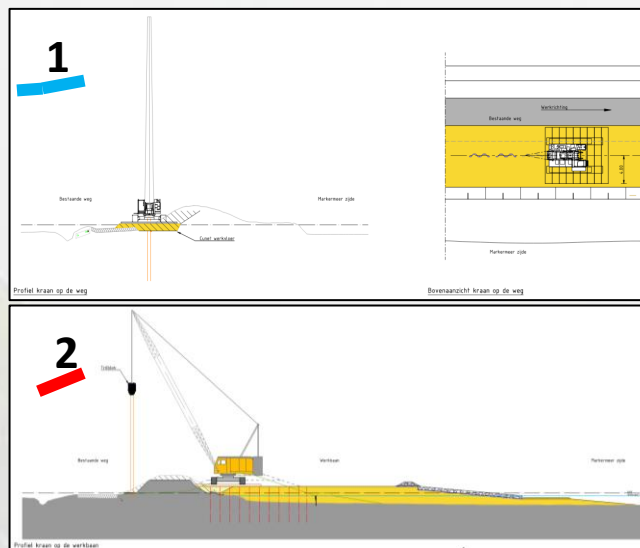 1
Bestaande weg
Markermeer zijde
Cunet werkvloer
Profiel kraan op de weg
Werkrichting
Bestaande weg
Markermeer zijde
Bovenaanzicht kraan op de weg
2
Trilblok
Bestaande weg
Werkbaan
Markermeer zijde
Profiel kraan op de werkbaan